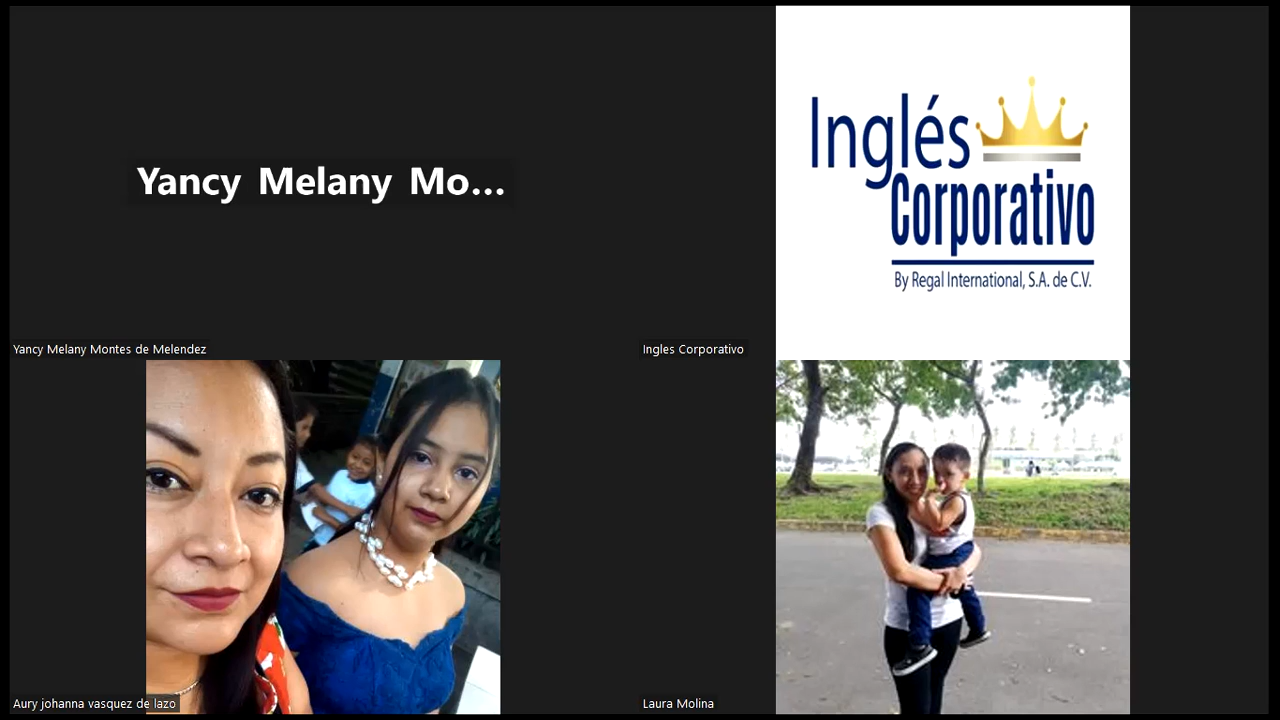 Yancy Melany Mo...
Inglés
Corporativo
By Regal International, S.A. de C.V.
Yancy Melany Montes de Melendez
Ingles Corporativo
Aury johanna vasquez de lazo
Laura Molina